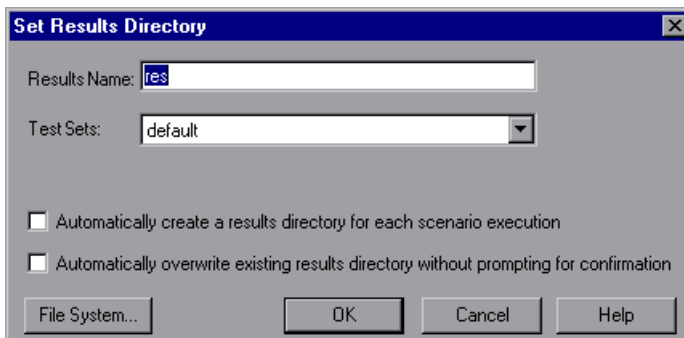 Set Results Directory
Results Name: res
Test Sets: default
Automatically create a results directory for each scenario execution
Automatically overwrite existing results directory without prompting for confirmation
File System... OK Cancel Help